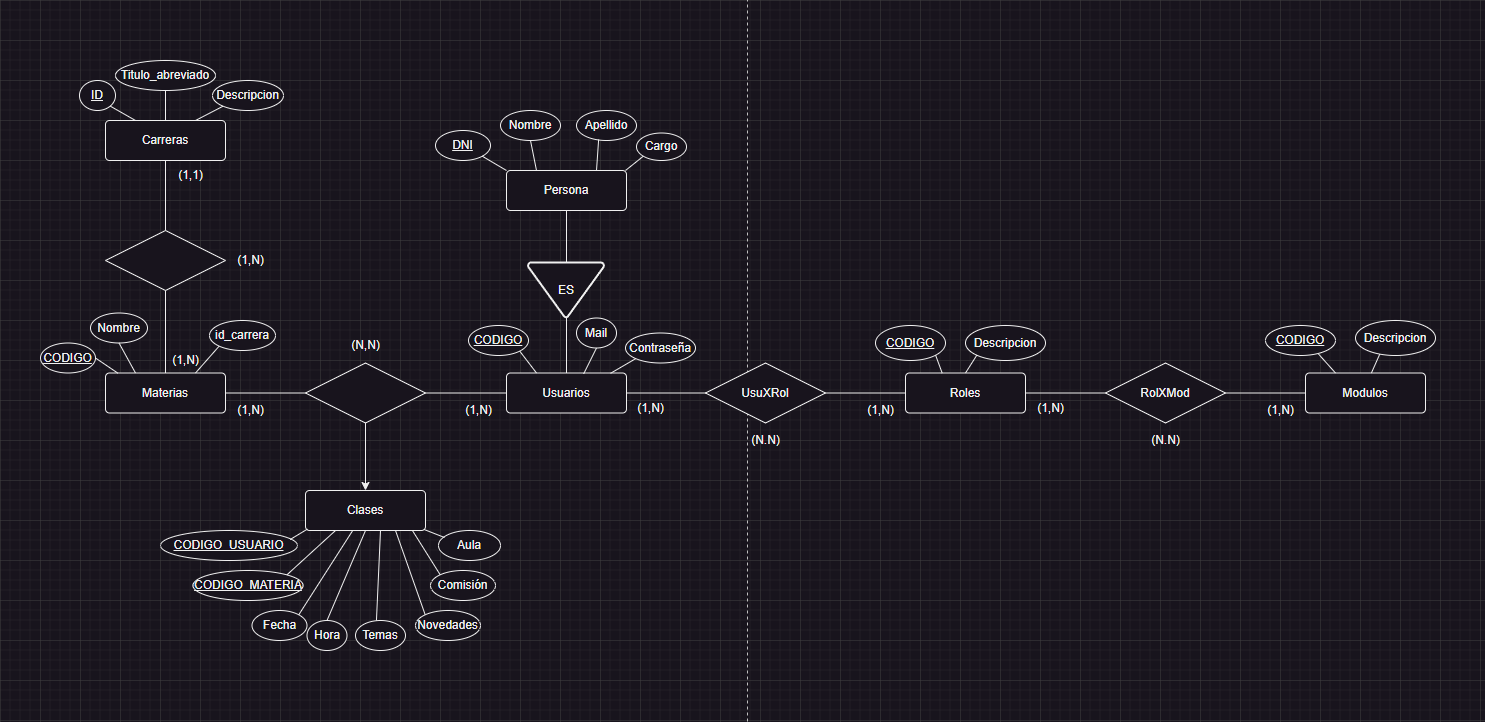 Titulo_abreviado
ID
Descripcion
Carreras
(1,1)
(1,N)
Nombre
id_carrera
CODIGO
(1,N)
Materias
(1,N)
(N,N)
Nombre
Apellido
DNI
Cargo
Persona
ES
CODIGO
Mail
Contraseña
(1,N)
Usuarios
(1,N)
UsuXRol
(N.N)
CODIGO
Descripcion
(1,N)
Roles
(1,N)
RolXMod
(N.N)
CODIGO
Descripcion
(1,N)
Modulos
Clases
CODIGO_USUARIO
Aula
CODIGO_MATERIA
Comisión
Fecha
Hora
Temas
Novedades